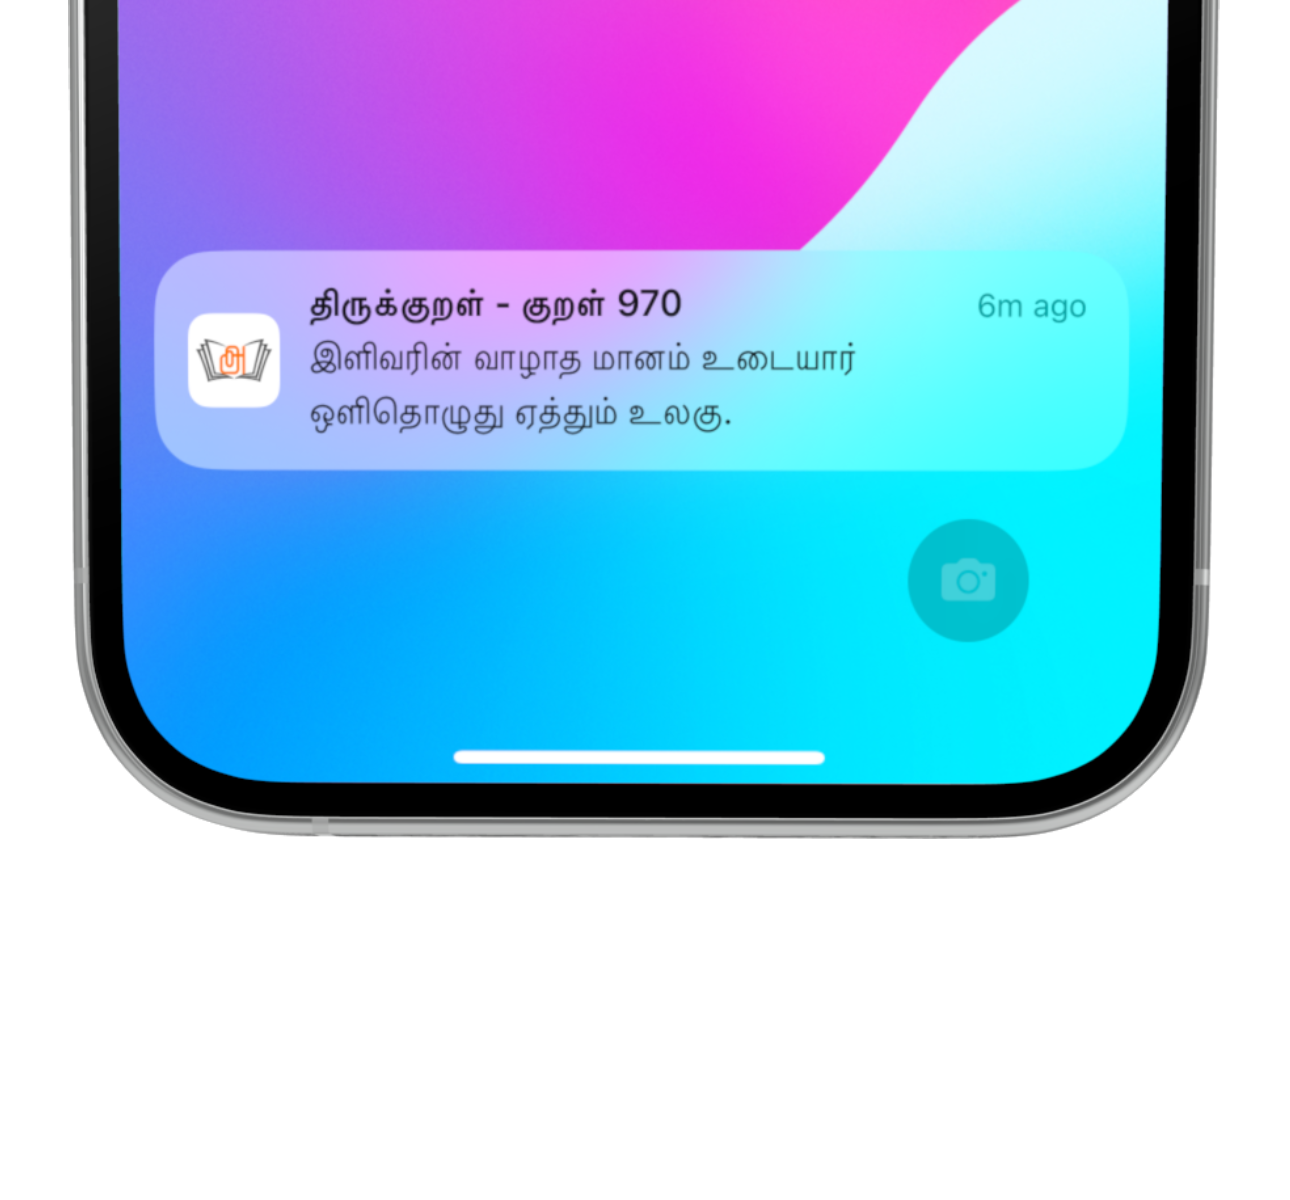 திருக்குறள் - குறள் 970
6m ago
இளிவரின் வாழாத மானம் உடையார்
ஒளிதொழுது ஏத்தும் உலகு.
அ